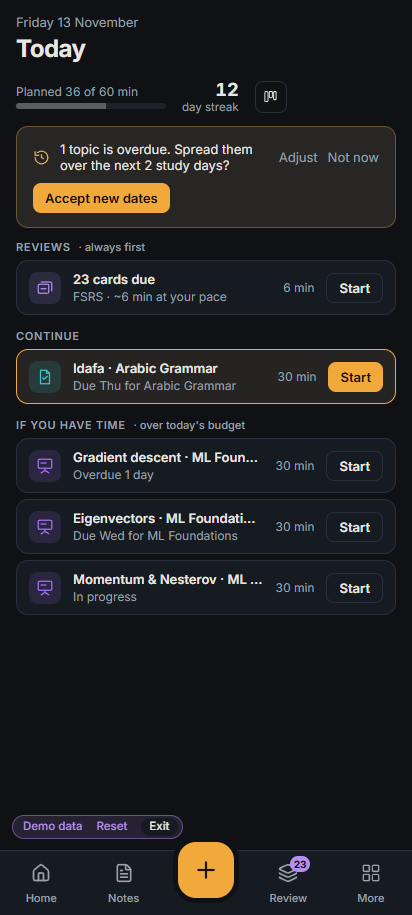 Friday 13 November
Today
Planned 36 of 60 min
12
day streak
1 topic is overdue. Spread them
over the next 2 study days?
Adjust Not now
Accept new dates
REVIEWS · always first
23 cards due
FSRS · ~6 min at your pace
6 min
Start
CONTINUE
Idafa · Arabic Grammar
Due Thu for Arabic Grammar
30 min
Start
IF YOU HAVE TIME · over today's budget
Gradient descent · ML Foun...
Overdue 1 day
30 min
Start
Eigenvectors · ML Foundati...
Due Wed for ML Foundations
30 min
Start
Momentum & Nesterov · ML ...
In progress
30 min
Start
Demo data Reset Exit
23
Home Notes Review More